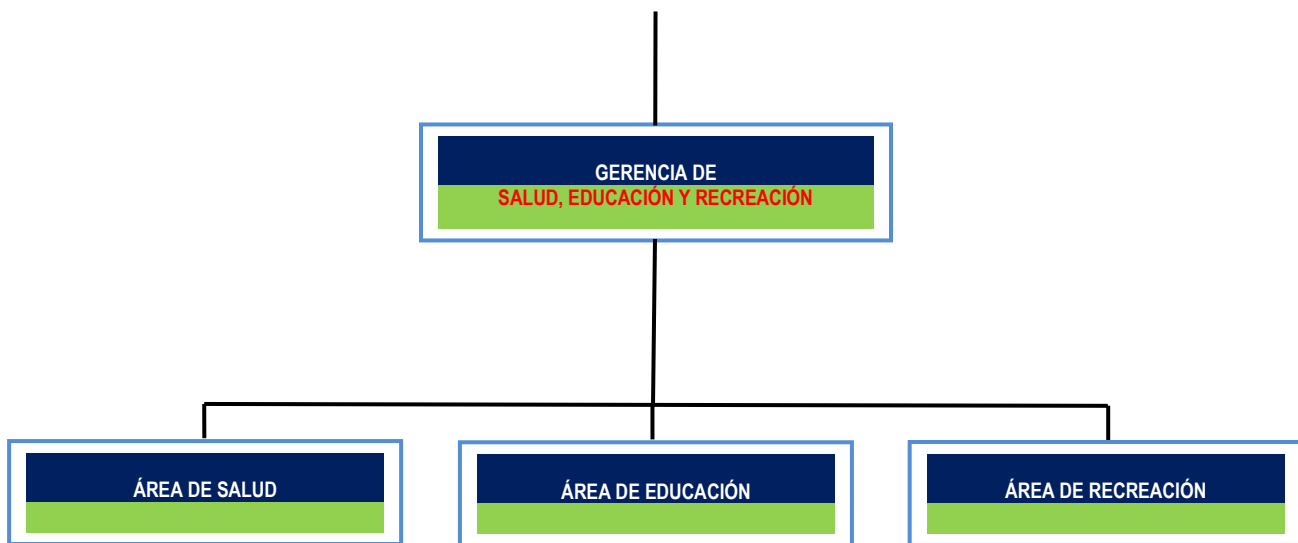 GERENCIA DE
SALUD, EDUCACIÓN Y RECREACIÓN
ÁREA DE SALUD
ÁREA DE EDUCACIÓN
ÁREA DE RECREACIÓN